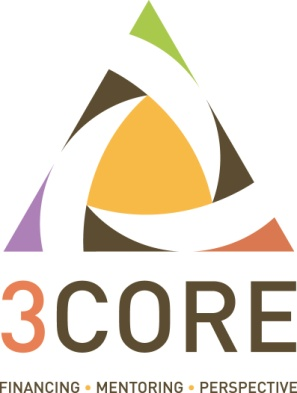 3CORE
FINANCING • MENTORING • PERSPECTIVE